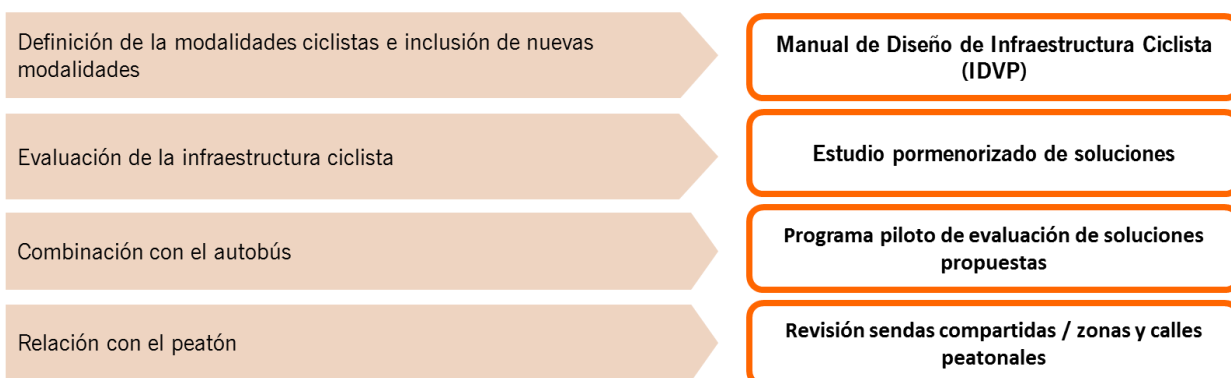 Definición de la modalidades ciclistas e inclusión de nuevas
modalidades
Manual de Diseño de Infraestructura Ciclista
(IDVP)
Evaluación de la infraestructura ciclista
Estudio pormenorizado de soluciones
Combinación con el autobús
Programa piloto de evaluación de soluciones
propuestas
Relación con el peatón
Revisión sendas compartidas / zonas y calles
peatonales